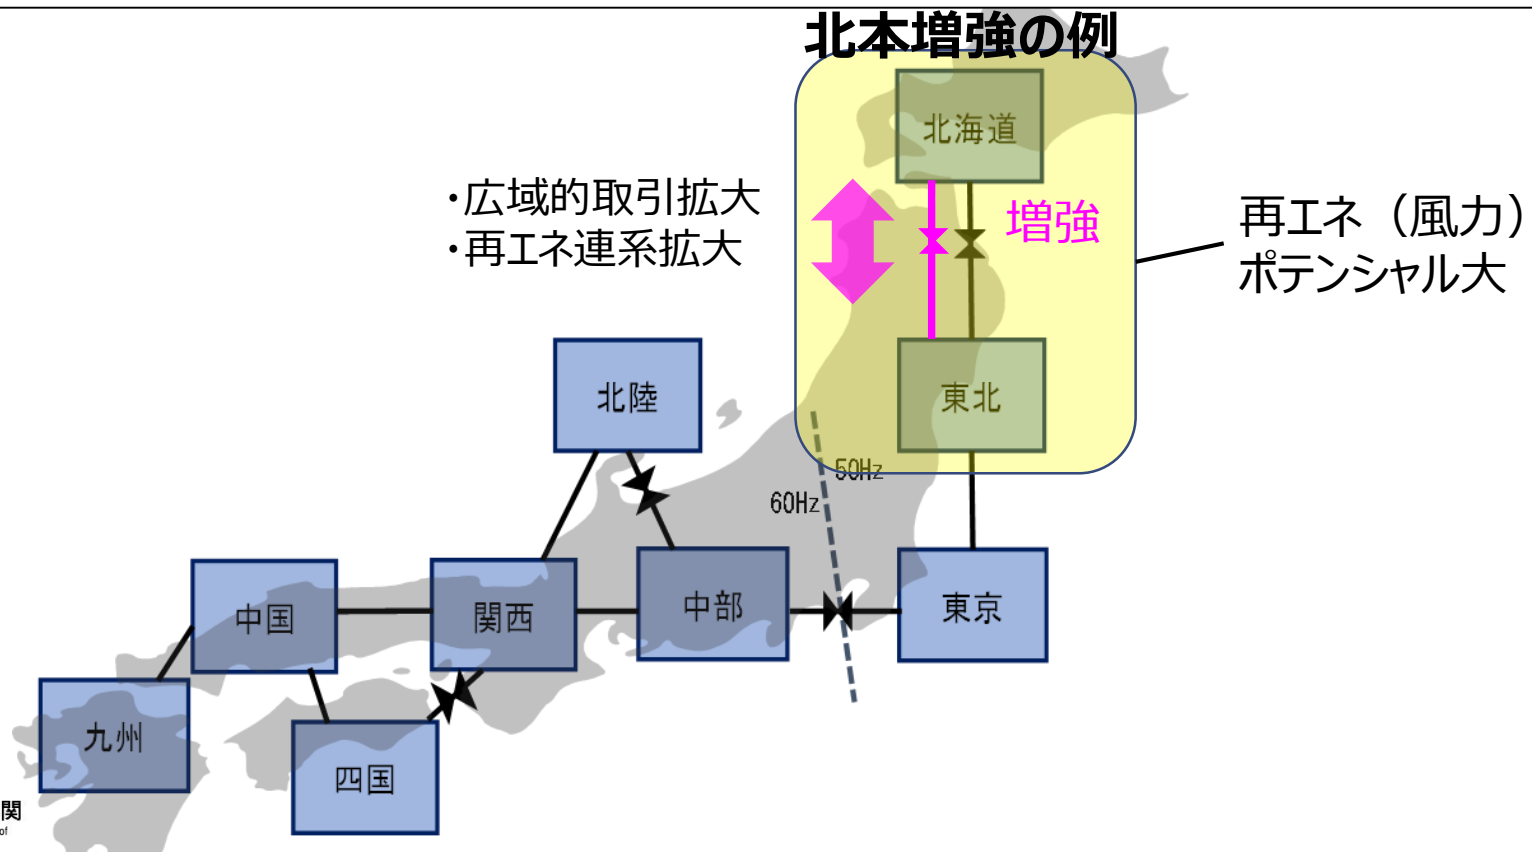 北本増強の例
北海道
・広域的取引拡大
・再エネ連系拡大
増強
再エネ（風力）
ポテンシャル大
北陸
東北
50Hz
60Hz
中国
関西
中部
東京
九州
四国
関
of